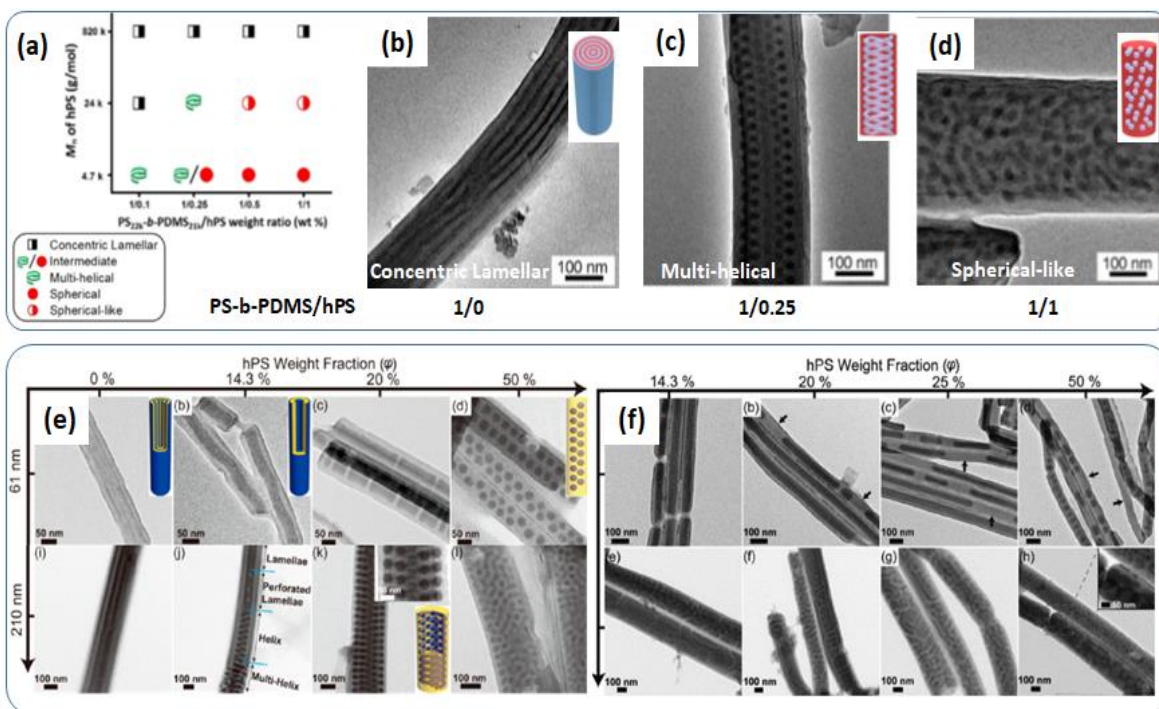 (a)
Mn of hPS (g/mol)
820 k
24 k
4.7 k
1/0.1 1/0.25 1/0.5 1/1
PS22k-b-PDMS21k/hPS weight ratio (wt %)
Concentric Lamellar
Intermediate
Multi-helical
Spherical
Spherical-like
(b)
Concentric Lamellar
100 nm
(c)
Multi-helical
100 nm
(d)
Spherical-like
100 nm
PS-b-PDMS/hPS 1/0 1/0.25 1/1
hPS Weight Fraction (φ)
0 % 14.3 % 20 % 50 %
61 nm
210 nm
(e) (b) (c) (d)
50 nm 50 nm 50 nm 50 nm
(i) (j) (k) (l)
Lamellae
Perforated
Lamellae
Helix
Multi-Helix
100 nm 100 nm 100 nm 100 nm
hPS Weight Fraction (φ)
14.3 % 20 % 25 % 50 %
(f) (b) (c) (d)
100 nm 100 nm 100 nm 100 nm
(e) (f) (g) (h)
50 nm
100 nm 100 nm 100 nm 100 nm